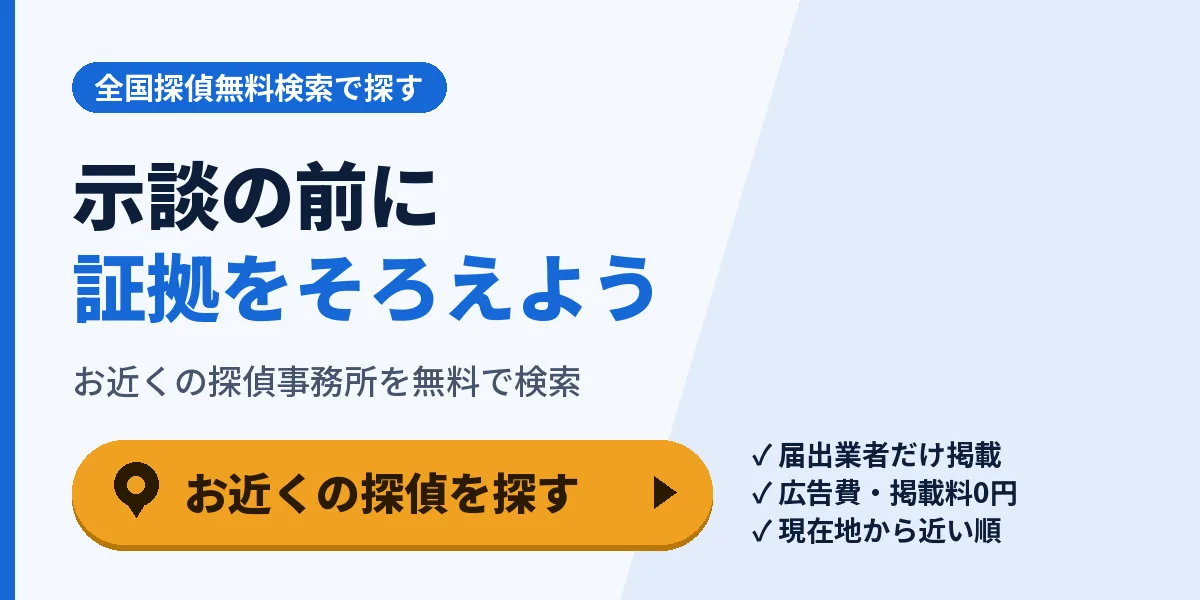 全国探偵無料検索で探す
示談の前に
証拠をそろえよう
お近くの探偵事務所を無料で検索
お近くの探偵を探す
✓届出業者だけ掲載
✓広告費・掲載料0円
✓現在地から近い順